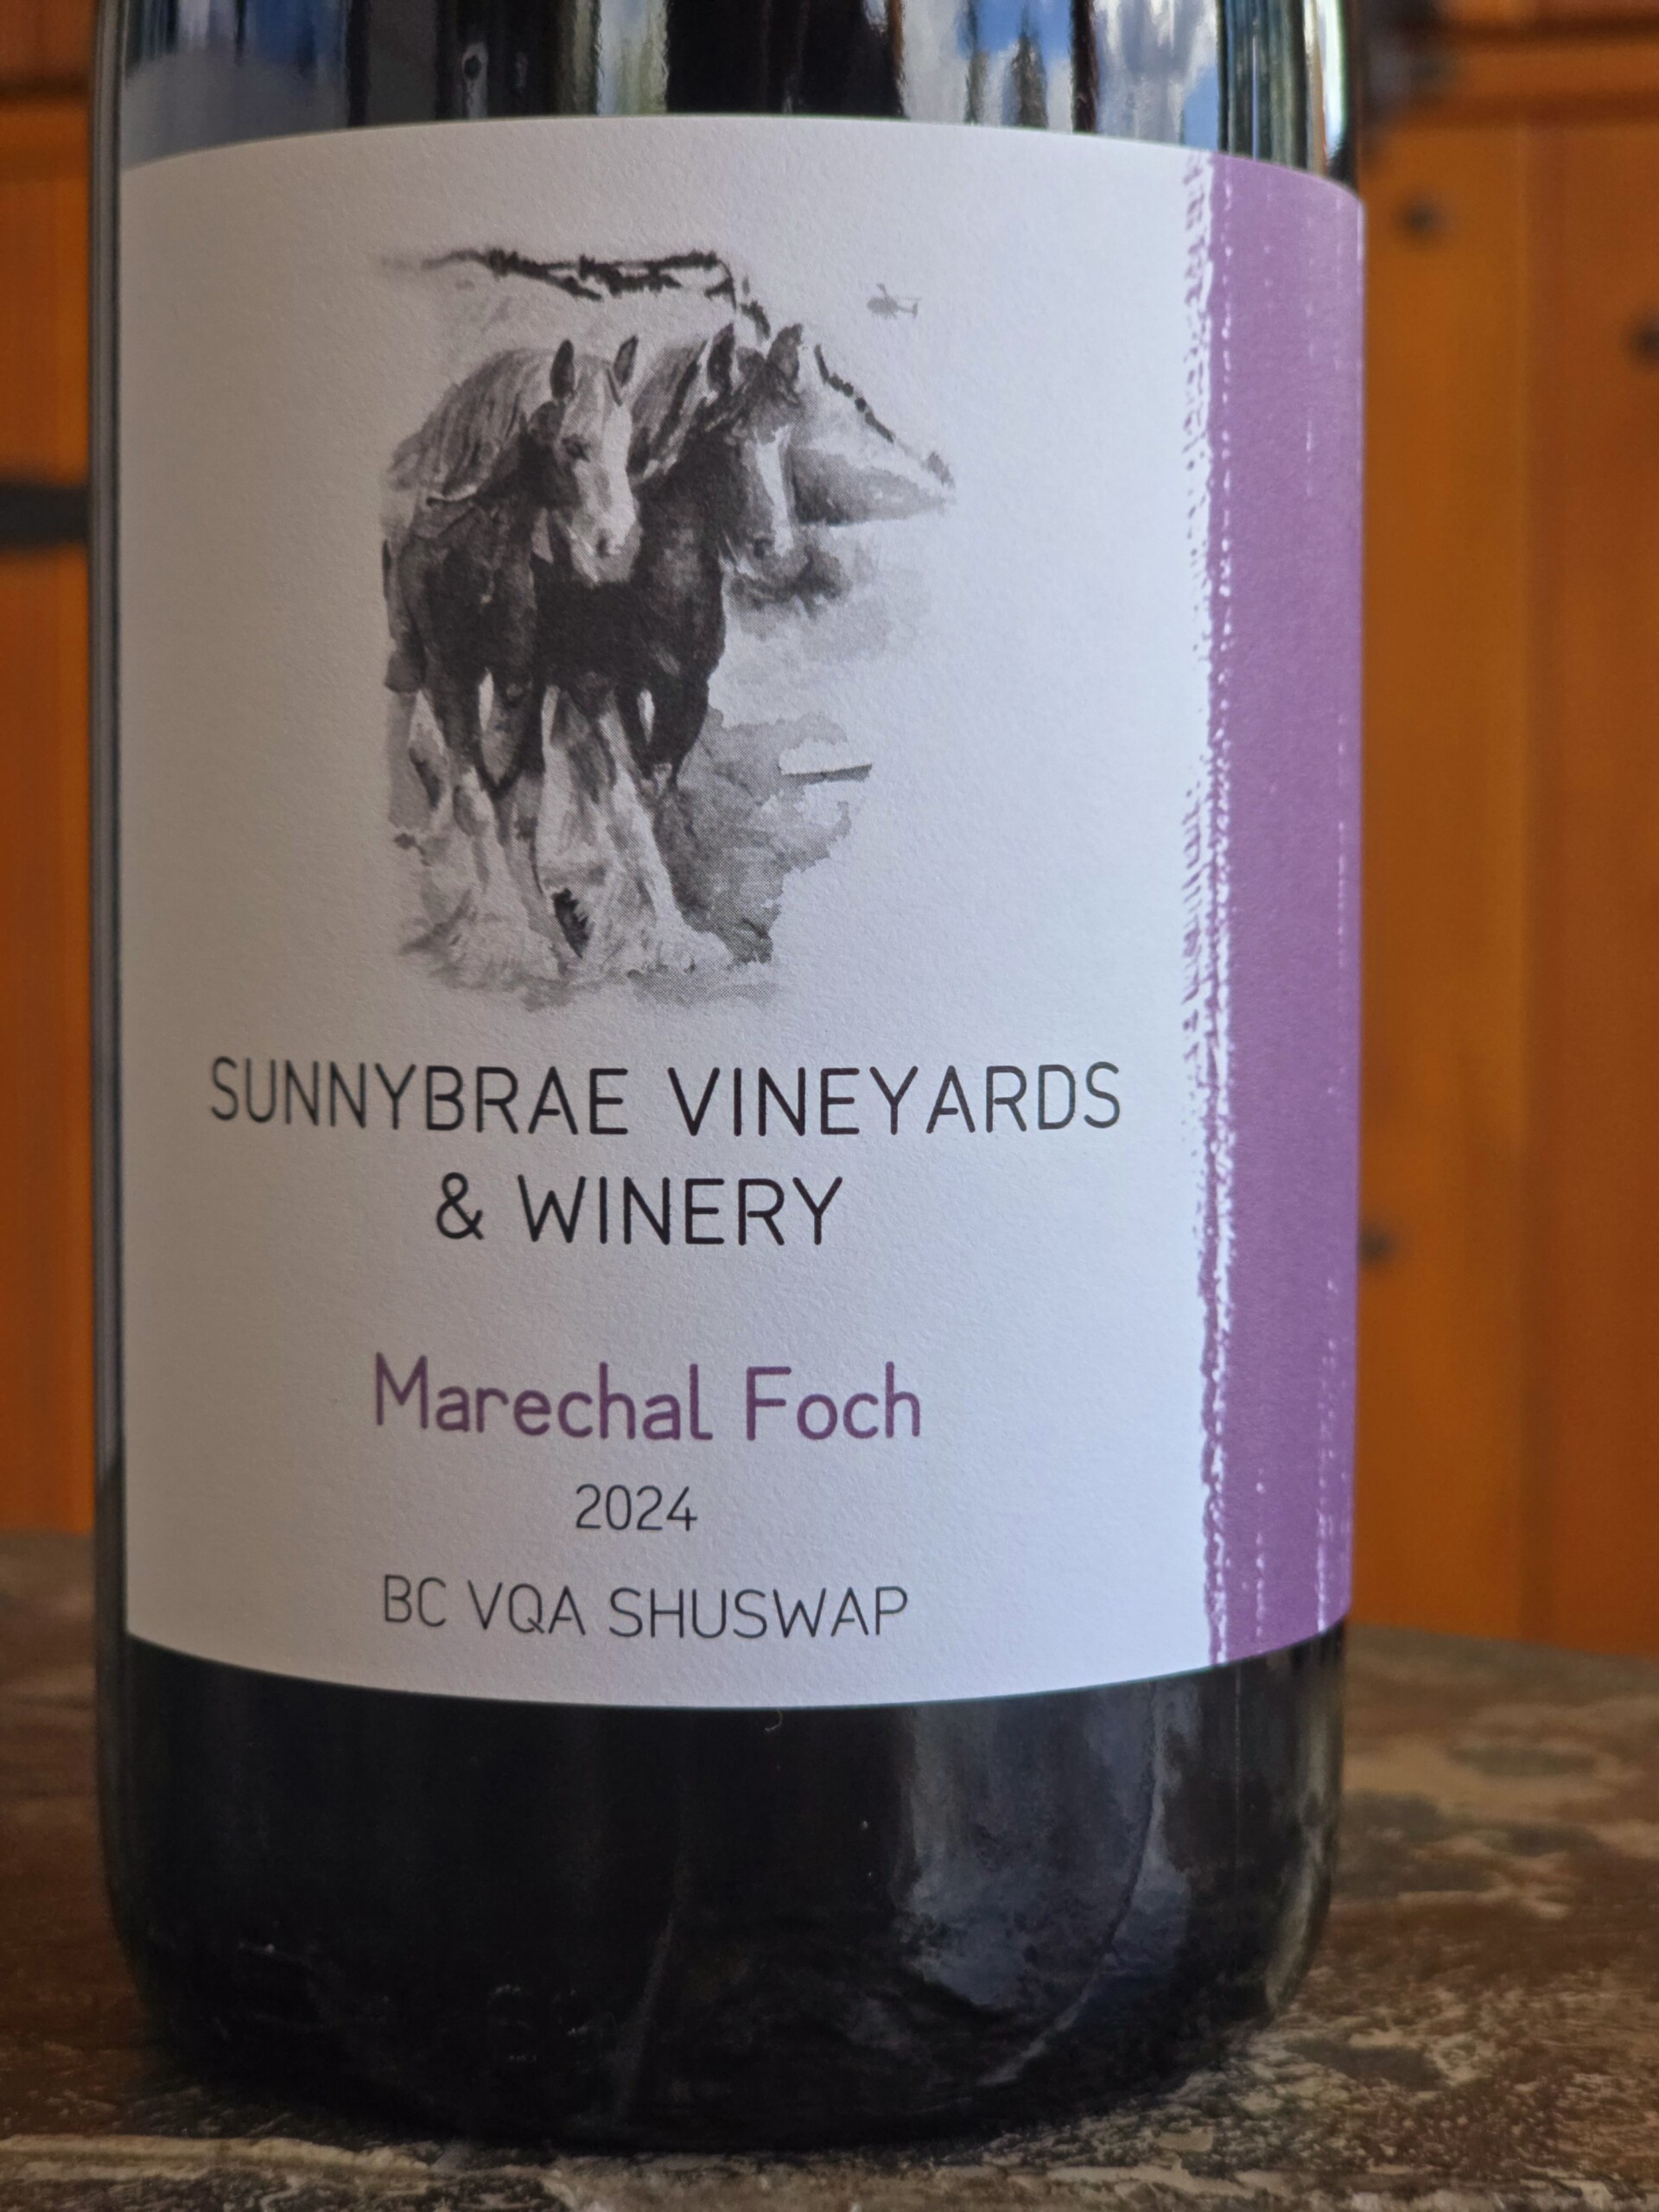 SUNNYBRAE VINEYARDS
& WINERY
Marechal Foch
2024
BC VQA SHUSWAP